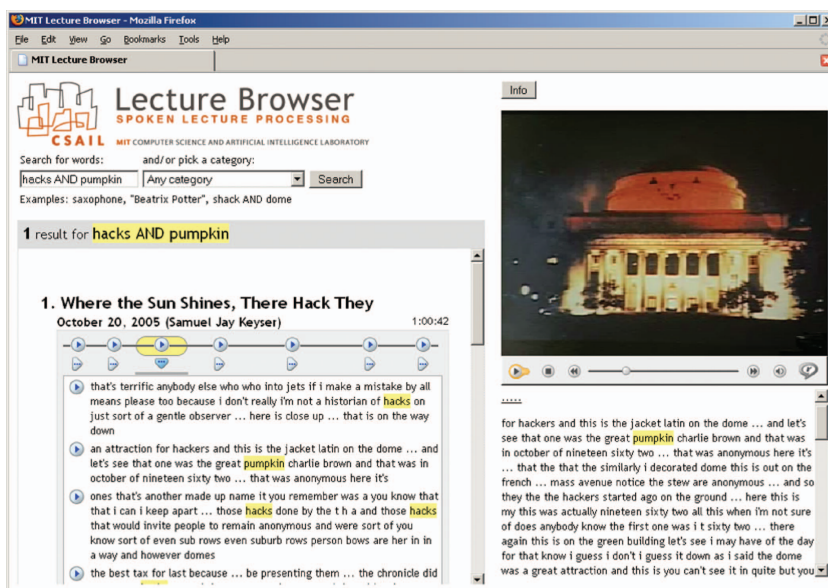 MIT Lecture Browser - Mozilla Firefox
File Edit View Go Bookmarks Tools Help
MIT Lecture Browser
Lecture Browser
SPOKEN LECTURE PROCESSING
CSAIL MIT COMPUTER SCIENCE AND ARTIFICIAL INTELLIGENCE LABORATORY
Search for words: and/or pick a category:
hacks AND pumpkin Any category Search
Examples: saxophone, "Beatrix Potter", shack AND dome
1 result for hacks AND pumpkin
1. Where the Sun Shines, There Hack They
October 20, 2005 (Samuel Jay Keyser) 1:00:42
that's terrific anybody else who who into jets if i make a mistake by all
means please too because i don't really i'm not a historian of hacks on
just sort of a gentle observer ... here is close up ... that is on the way
down
an attraction for hackers and this is the jacket latin on the dome ... and
let's see that one was the great pumpkin charlie brown and that was in
october of nineteen sixty two ... that was anonymous here it's
ones that's another made up name it you remember was a you know that
that i can i keep apart ... those hacks done by the t h a and those hacks
that would invite people to remain anonymous and were sort of you
know sort of even sub rows even suburb rows person bows are her in in
a way and however domes
the best tax for last because ... be presenting them ... the chronicle did
Info
for hackers and this is the jacket latin on the dome ... and let's
see that one was the great pumpkin charlie brown and that was
in october of nineteen sixty two ... that was anonymous here it's
... that the that the similarly i decorated dome this is out on the
french ... mass avenue notice the stew are anonymous ... and so
they the the hackers started ago on the ground ... here this is
my this was actually nineteen sixty two all this when i'm not sure
of does anybody know the first one was i t sixty two ... there
again this is on the green building let's see i may have of the day
for that know i guess i don't i guess it down as i said the dome
was a great attraction and this is you can't see it in quite but you